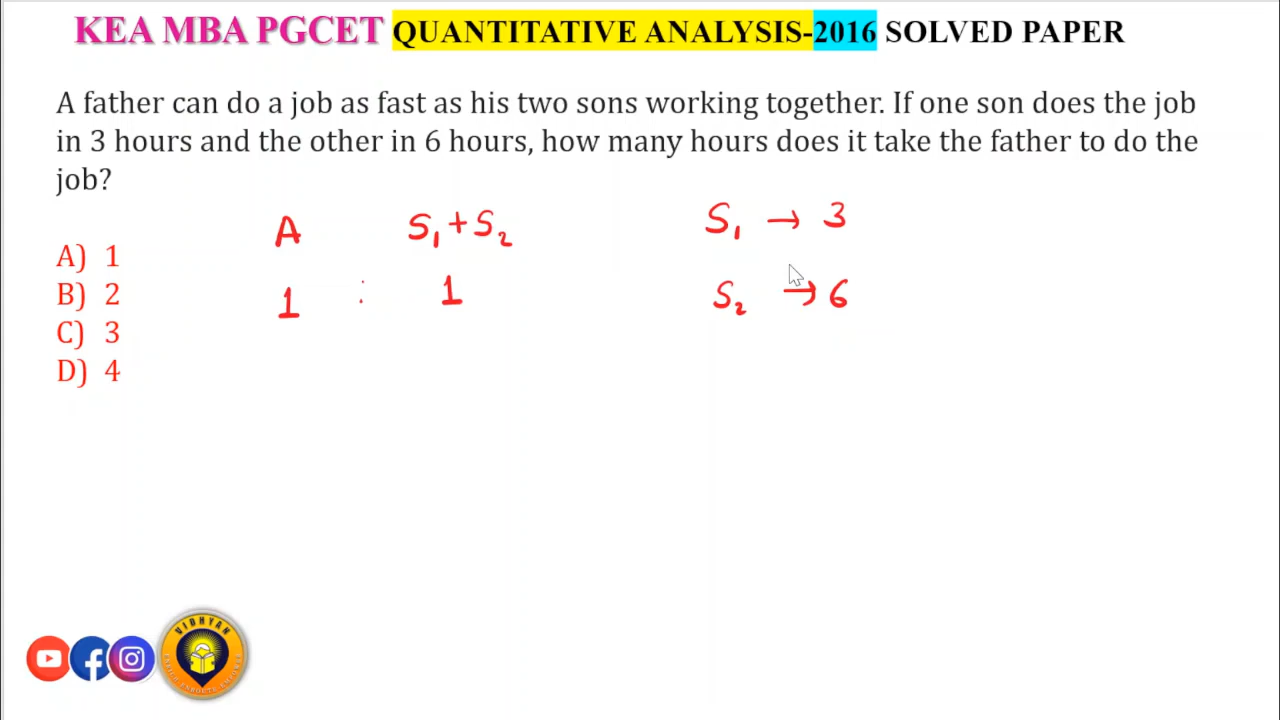 KEA MBA PGCET QUANTITATIVE ANALYSIS-2016 SOLVED PAPER
A father can do a job as fast as his two sons working together. If one son does the job
in 3 hours and the other in 6 hours, how many hours does it take the father to do the
job?
A S₁+S₂ S₁ → 3
A) 1
B) 2
1 : 1 S₂ → 6
C) 3
D) 4
VIDHYAH